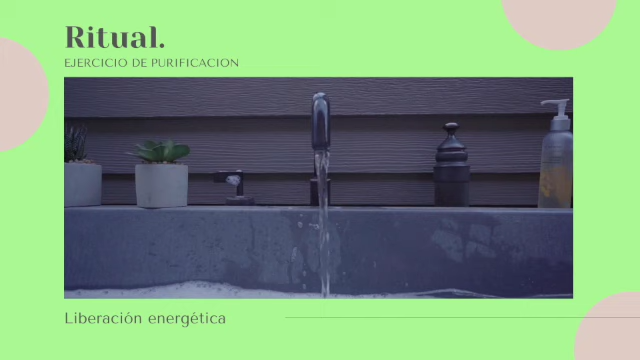 Ritual.
EJERCICIO DE PURIFICACION
Liberación energética